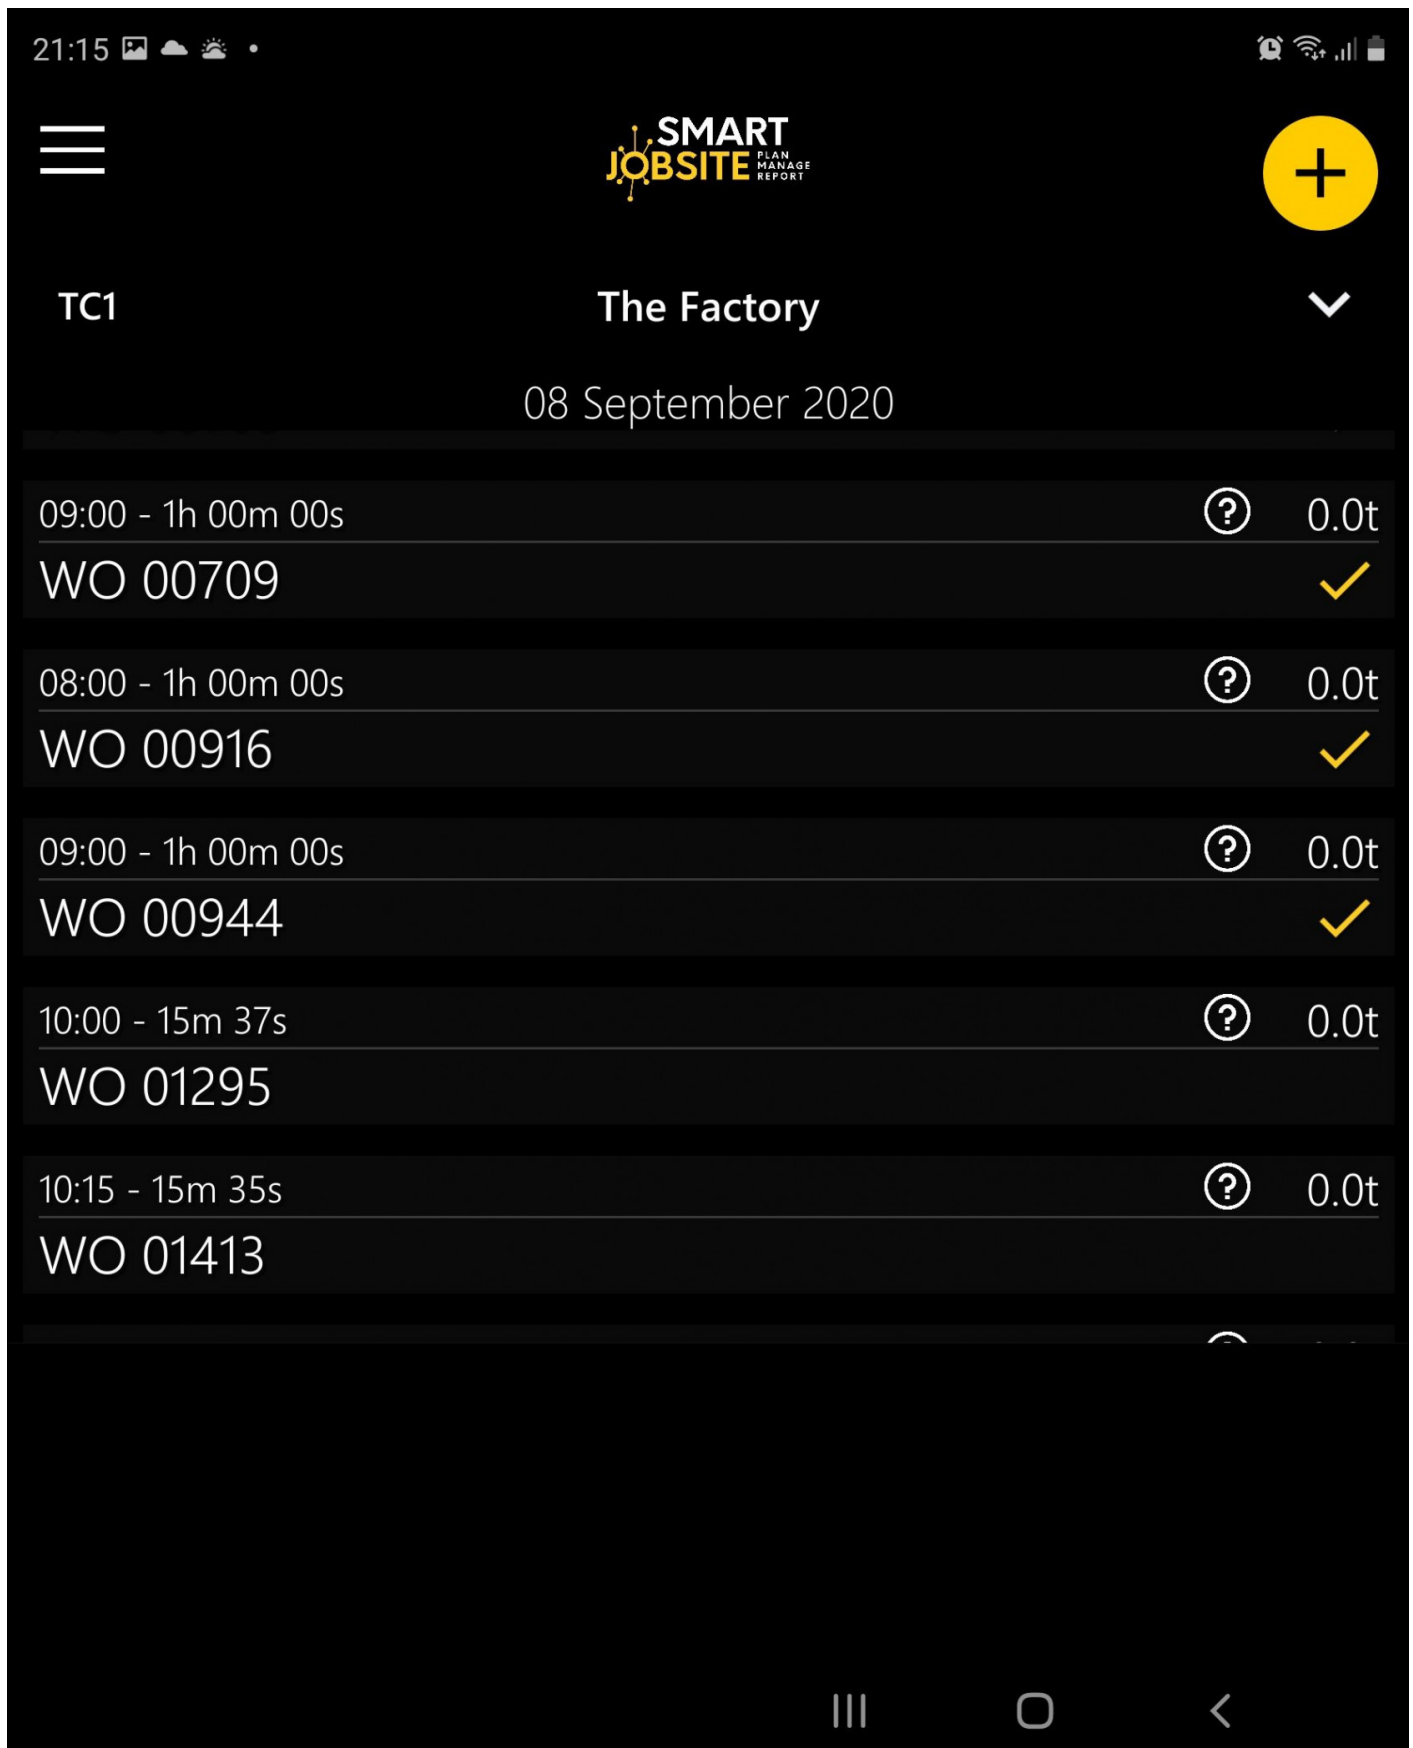 21:15
SMART
JOBSITE
PLAN
MANAGE
REPORT
TC1 The Factory
08 September 2020
09:00 - 1h 00m 00s 0.0t
WO 00709
08:00 - 1h 00m 00s 0.0t
WO 00916
09:00 - 1h 00m 00s 0.0t
WO 00944
10:00 - 15m 37s 0.0t
WO 01295
10:15 - 15m 35s 0.0t
WO 01413